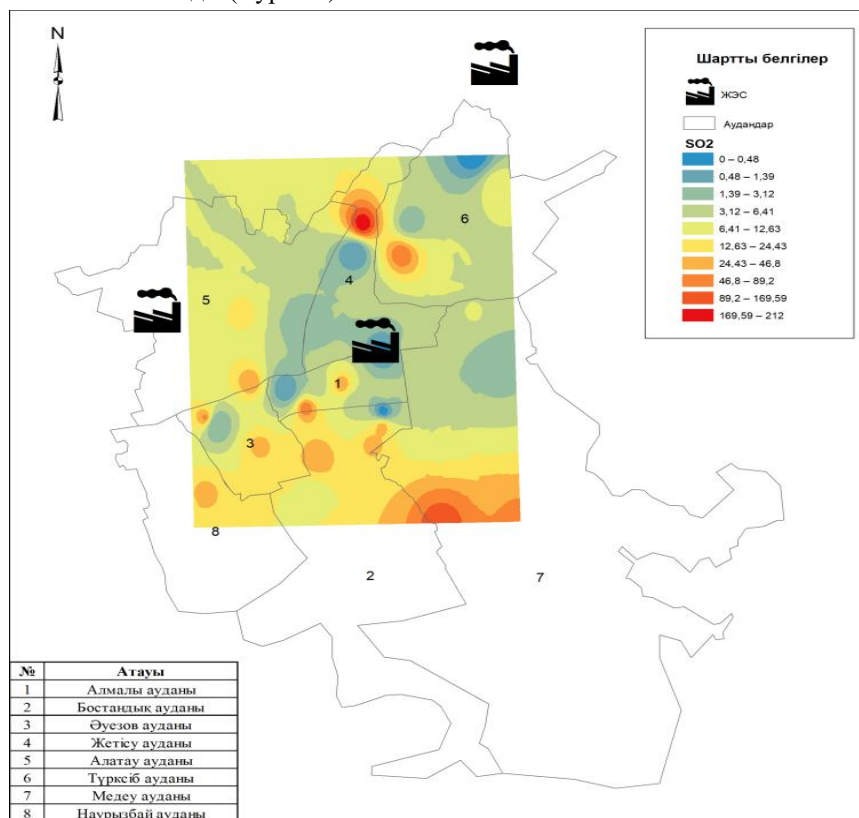 N
Шартты белгілер
ЖЭС
Аудандар
SO2
0 – 0,48
0,48 – 1,39
1,39 – 3,12
3,12 – 6,41
6,41 – 12,63
12,63 – 24,43
24,43 – 46,8
46,8 – 89,2
89,2 – 169,59
169,59 – 212
6
4
5
1
3
8
2
7
№ Атауы
1 Алмалы ауданы
2 Бостандық ауданы
3 Әуезов ауданы
4 Жетісу ауданы
5 Алатау ауданы
6 Түрксіб ауданы
7 Медеу ауданы
8 Наурызбай ауданы